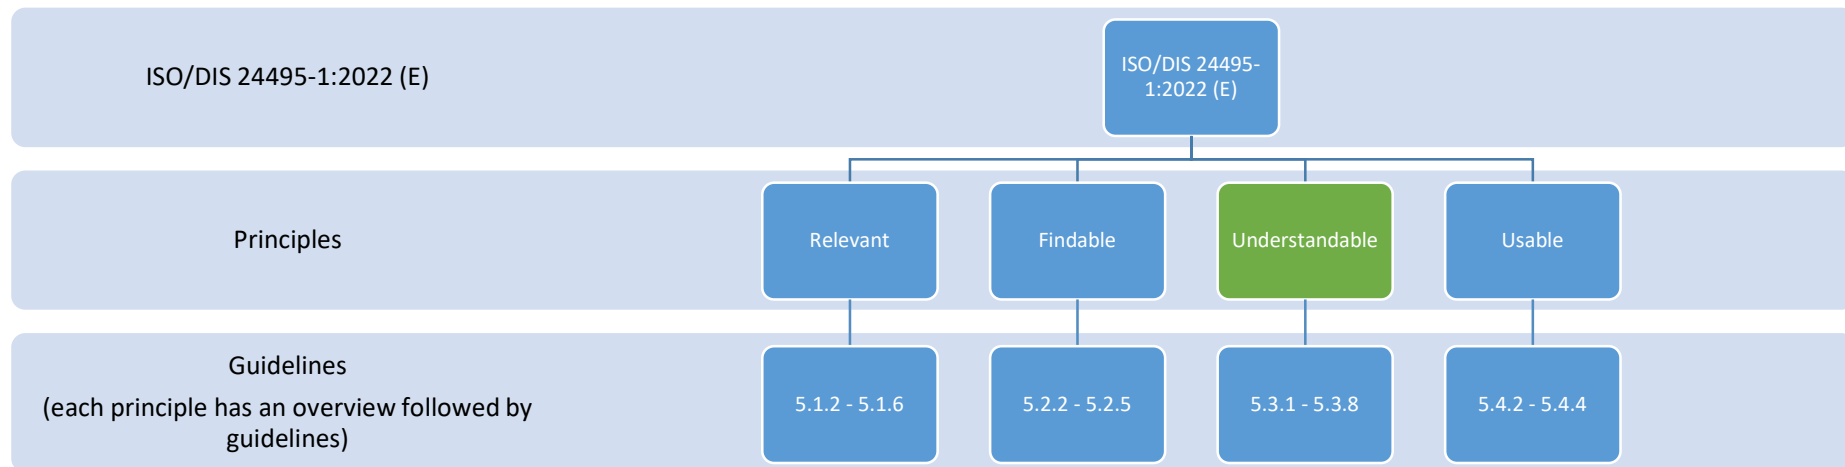 ISO/DIS 24495-1:2022 (E)
ISO/DIS 24495-
1:2022 (E)
Principles
Relevant
Findable
Understandable
Usable
Guidelines
(each principle has an overview followed by
guidelines)
5.1.2 - 5.1.6
5.2.2 - 5.2.5
5.3.1 - 5.3.8
5.4.2 - 5.4.4